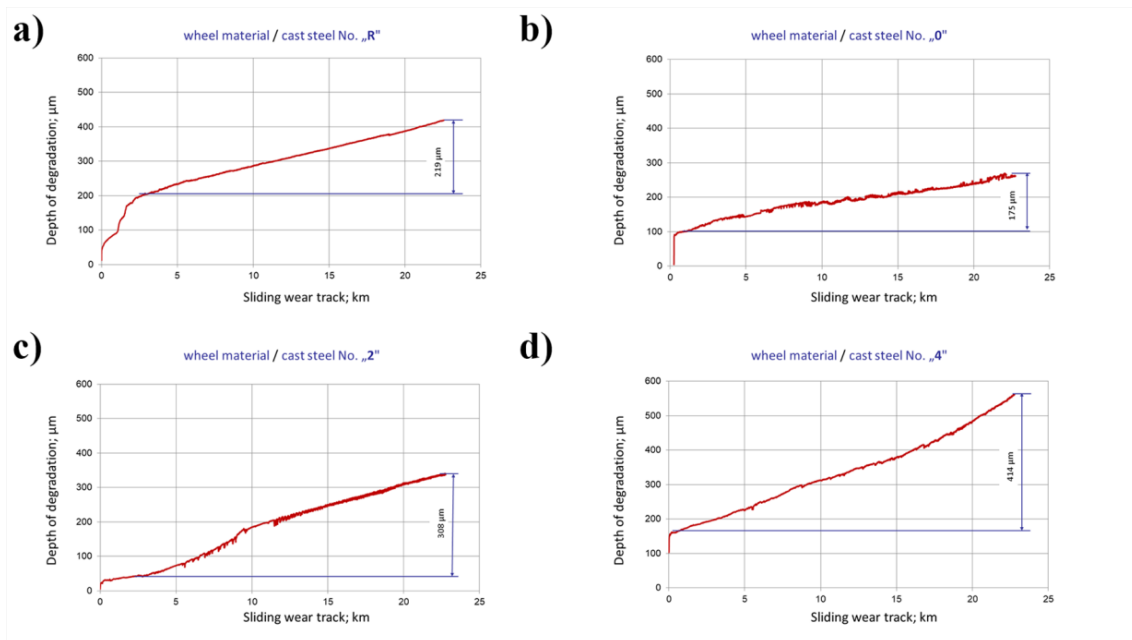 a)
wheel material / cast steel No. „R"
Depth of degradation; µm
600
500
400
300
200
100
0
219 µm
0 5 10 15 20 25
Sliding wear track; km
b)
wheel material / cast steel No. „0"
Depth of degradation; µm
600
500
400
300
200
100
0
175 µm
0 5 10 15 20 25
Sliding wear track; km
c)
wheel material / cast steel No. „2"
Depth of degradation; µm
600
500
400
300
200
100
0
308 µm
0 5 10 15 20 25
Sliding wear track; km
d)
wheel material / cast steel No. „4"
Depth of degradation; µm
600
500
400
300
200
100
0
414 µm
0 5 10 15 20 25
Sliding wear track; km